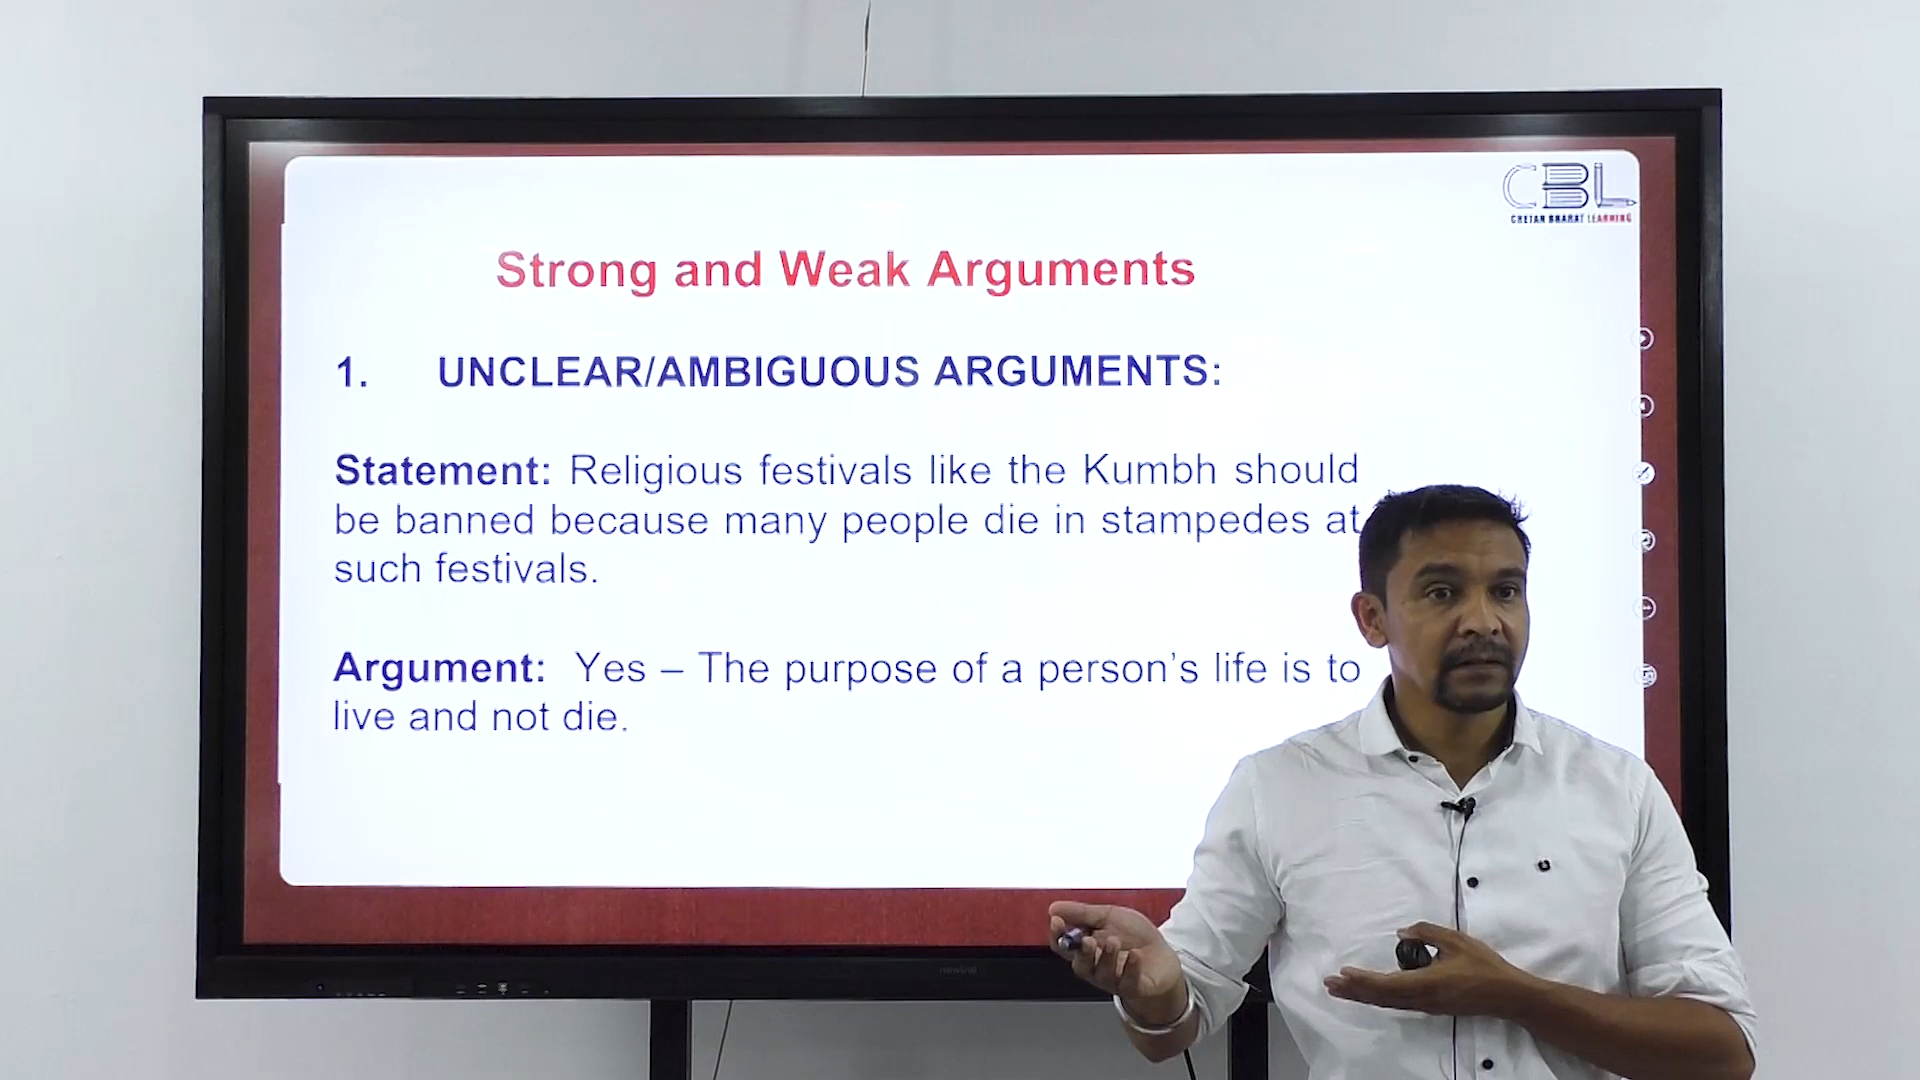 CBL
CHETAN BHARAT LEARNING
Strong and Weak Arguments
1. UNCLEAR/AMBIGUOUS ARGUMENTS:
Statement: Religious festivals like the Kumbh should
be banned because many people die in stampedes at
such festivals.
Argument: Yes – The purpose of a person's life is to
live and not die.
newline